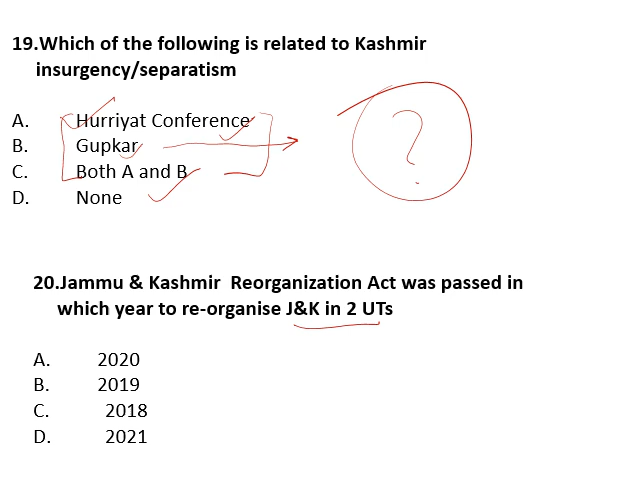 19.Which of the following is related to Kashmir
insurgency/separatism
A. Hurriyat Conference
B. Gupkar
C. Both A and B
D. None
?
20.Jammu & Kashmir Reorganization Act was passed in
which year to re-organise J&K in 2 UTs
A. 2020
B. 2019
C. 2018
D. 2021